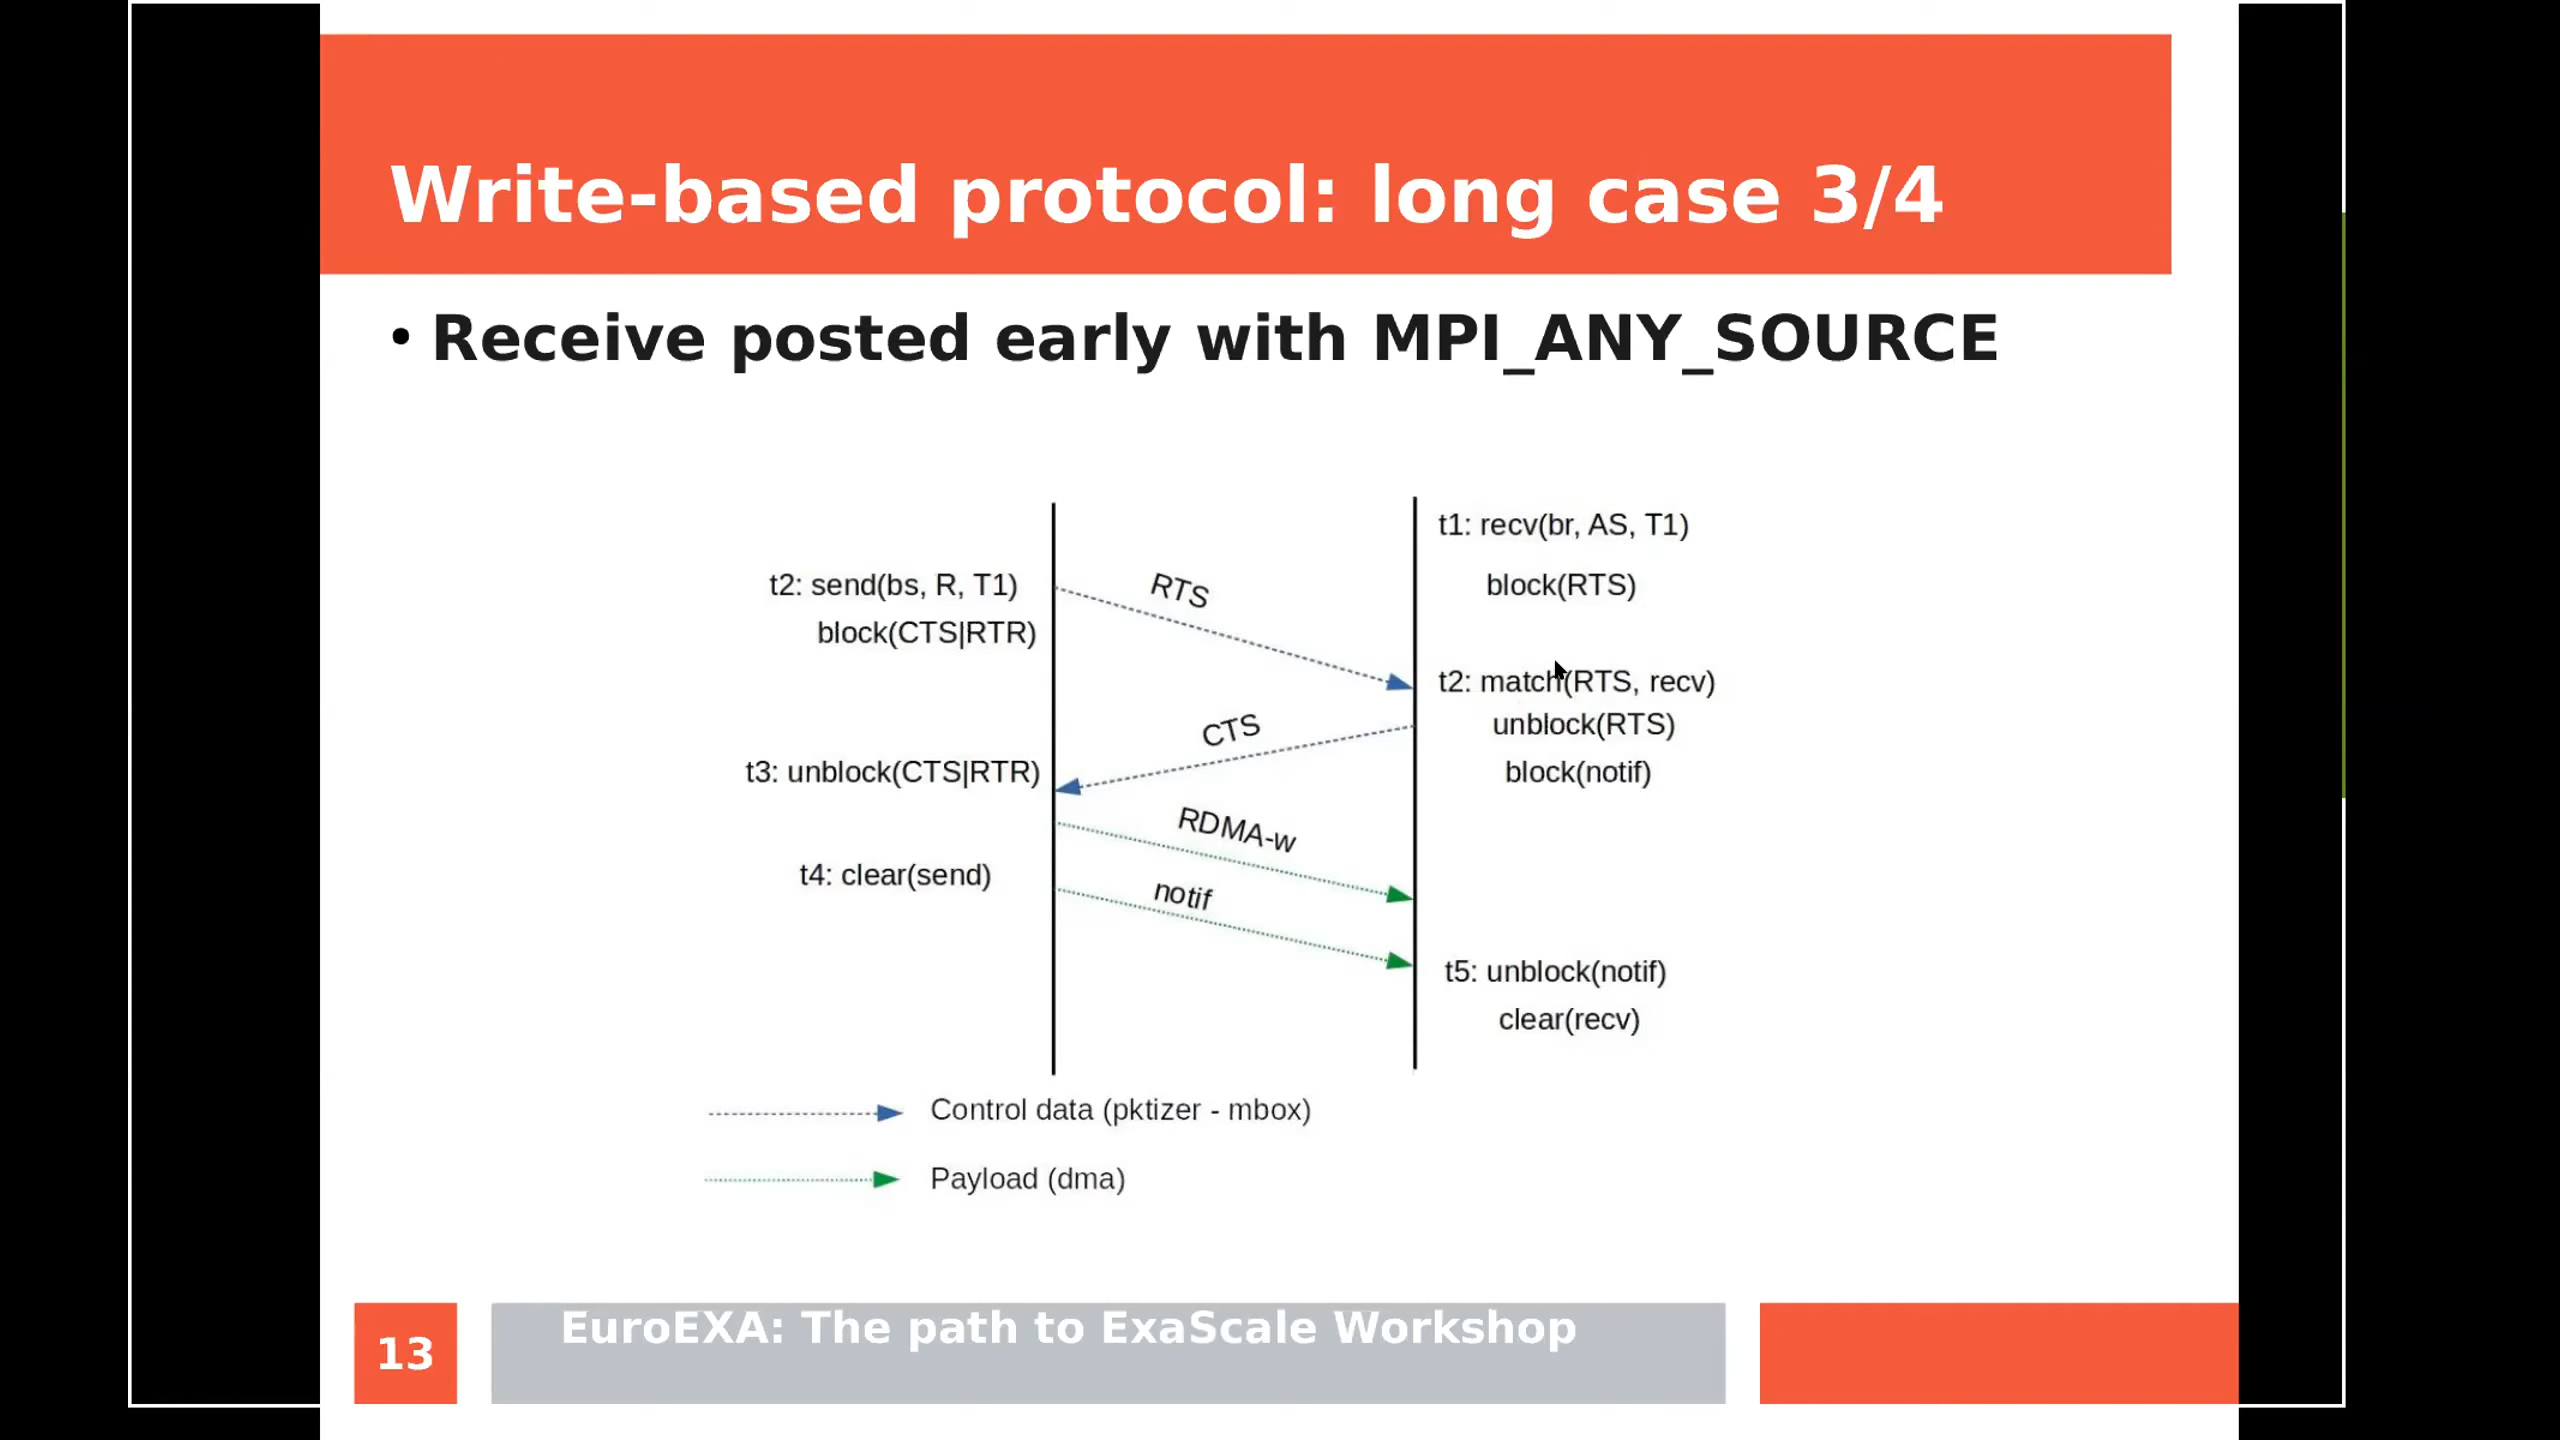 Write-based protocol: long case 3/4
• Receive posted early with MPI_ANY_SOURCE
t1: recv(br, AS, T1)
t2: send(bs, R, T1)
RTS
block(RTS)
block(CTS|RTR)
t2: match(RTS, recv)
CTS
unblock(RTS)
t3: unblock(CTS|RTR)
block(notif)
RDMA-w
t4: clear(send)
notif
t5: unblock(notif)
clear(recv)
Control data (pktizer - mbox)
Payload (dma)
EuroEXA: The path to ExaScale Workshop
13